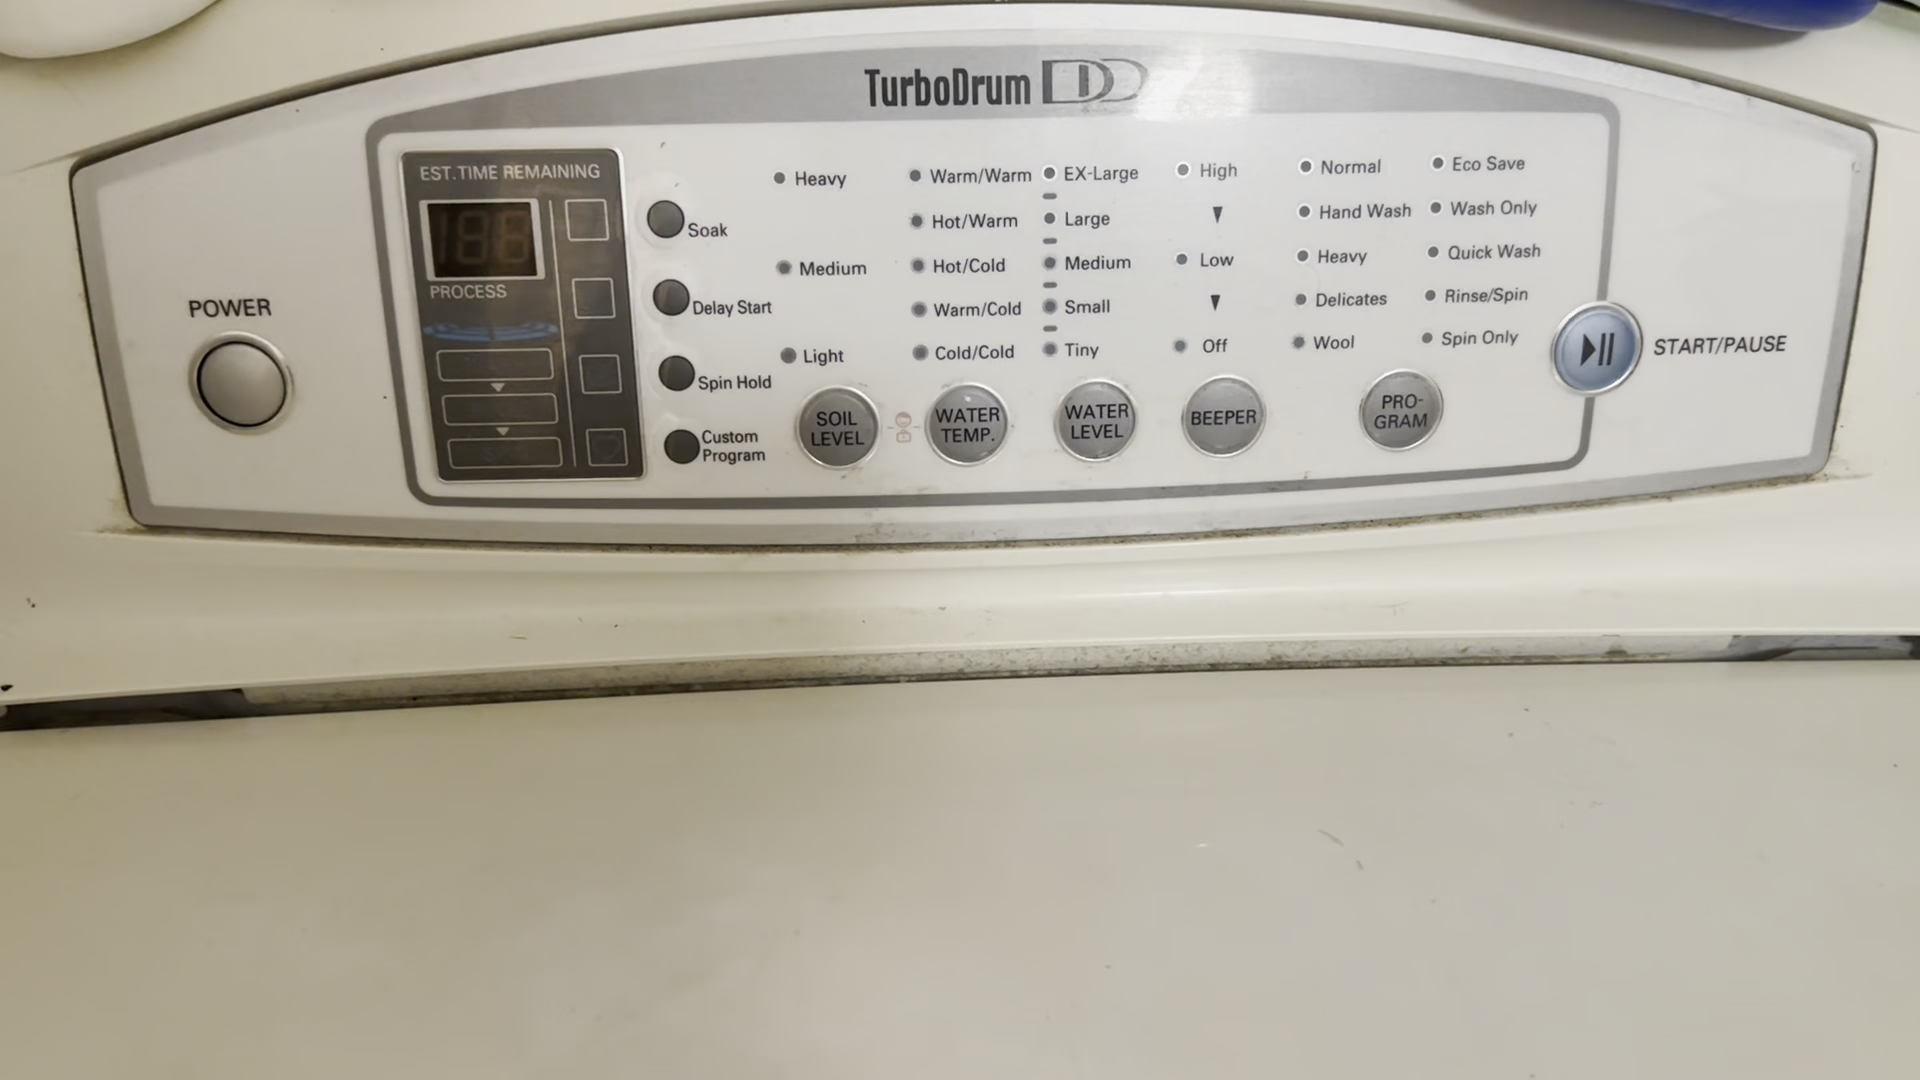 TurboDrum DD
EST. TIME REMAINING
188
PROCESS
POWER
Soak
Delay Start
Spin Hold
Custom
Program
Heavy
Medium
Light
SOIL
LEVEL
Warm/Warm
Hot/Warm
Hot/Cold
Warm/Cold
Cold/Cold
WATER
TEMP.
EX-Large
Large
Medium
Small
Tiny
WATER
LEVEL
High
Low
Off
BEEPER
Normal
Hand Wash
Heavy
Delicates
Wool
Eco Save
Wash Only
Quick Wash
Rinse/Spin
Spin Only
PRO-
GRAM
START/PAUSE